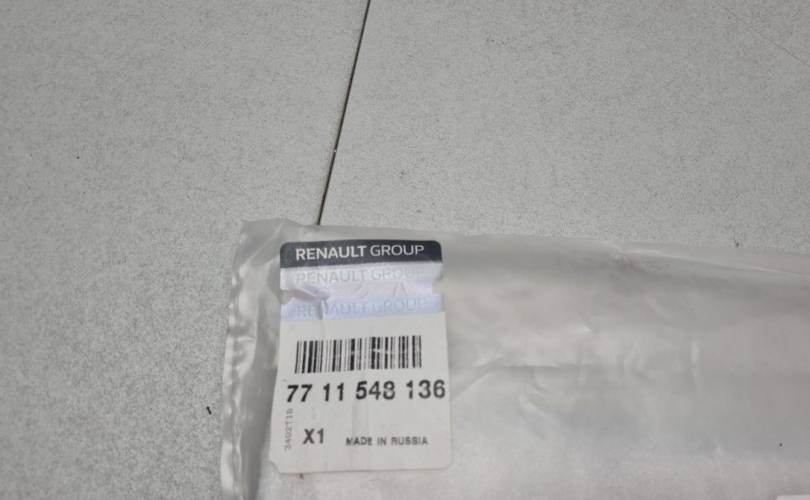 RENAULT GROUP
RENAULT GROUP
RENAULT GROUP
77 11 548 136
X1 MADE IN RUSSIA